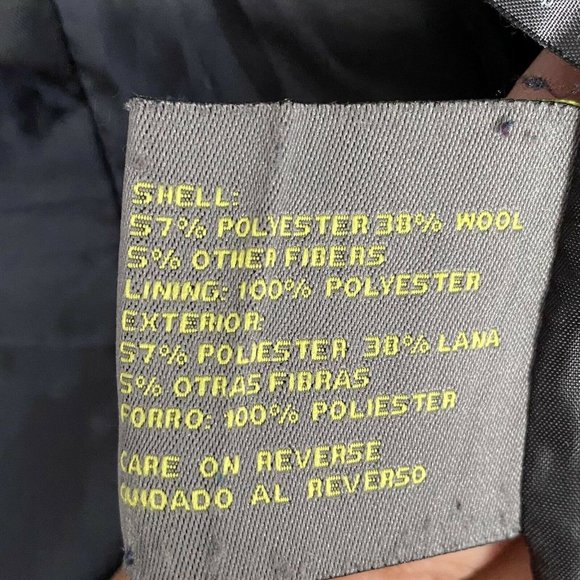 SHELL:
57% POLYESTER 38% WOOL
5% OTHER FIBERS
LINING: 100% POLYESTER
EXTERIOR:
57% POLIESTER 38% LANA
5% OTRAS FIBRAS
FORRO: 100% POLIESTER
CARE ON REVERSE
CUIDADO AL REVERSO